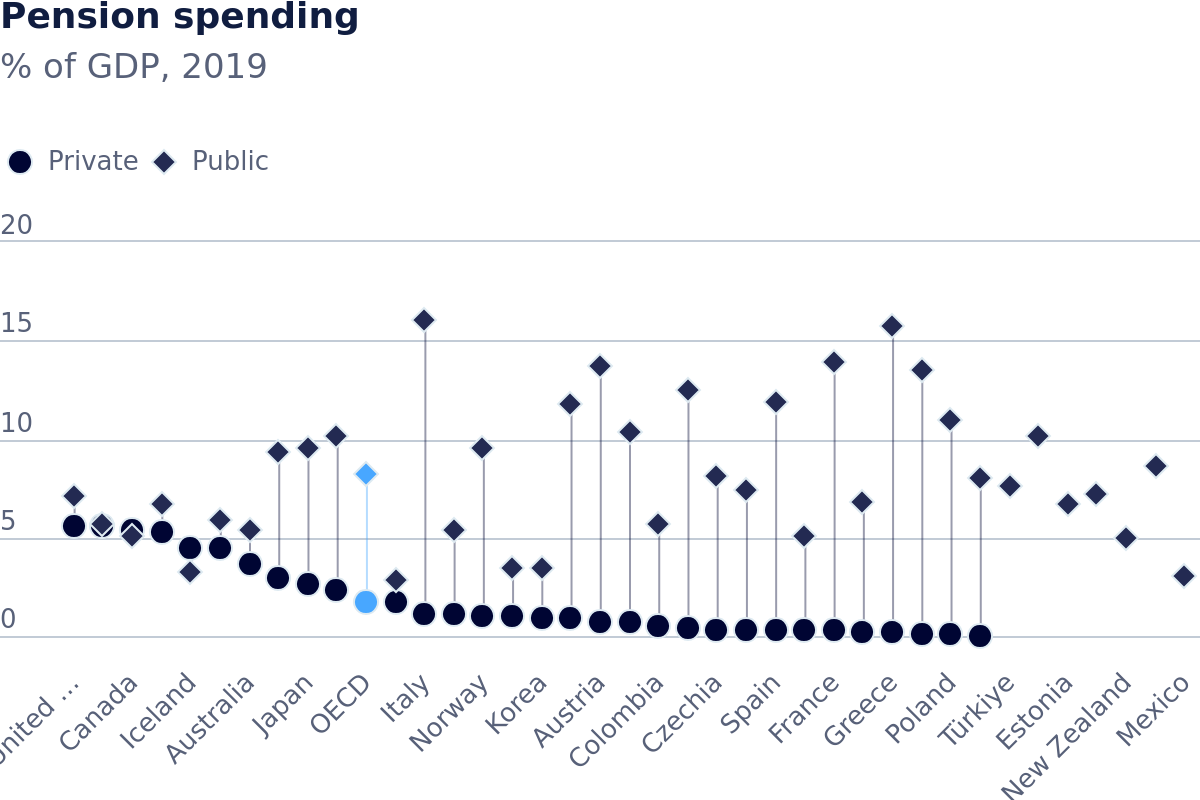 Pension spending
% of GDP, 2019
Private Public
20
15
10
5
0
United ... Canada Iceland Australia Japan OECD Italy Norway Korea Austria Colombia Czechia Spain France Greece Poland Türkiye Estonia New Zealand Mexico